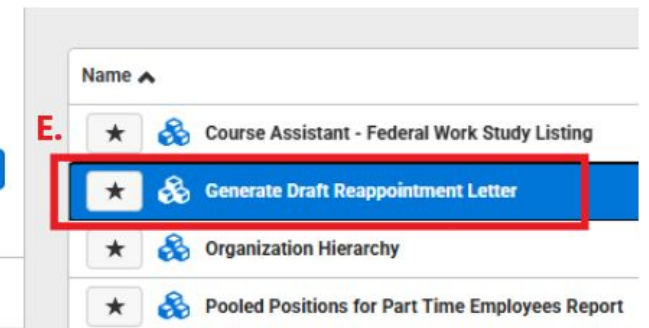 Name
E.
Course Assistant - Federal Work Study Listing
Generate Draft Reappointment Letter
Organization Hierarchy
Pooled Positions for Part Time Employees Report